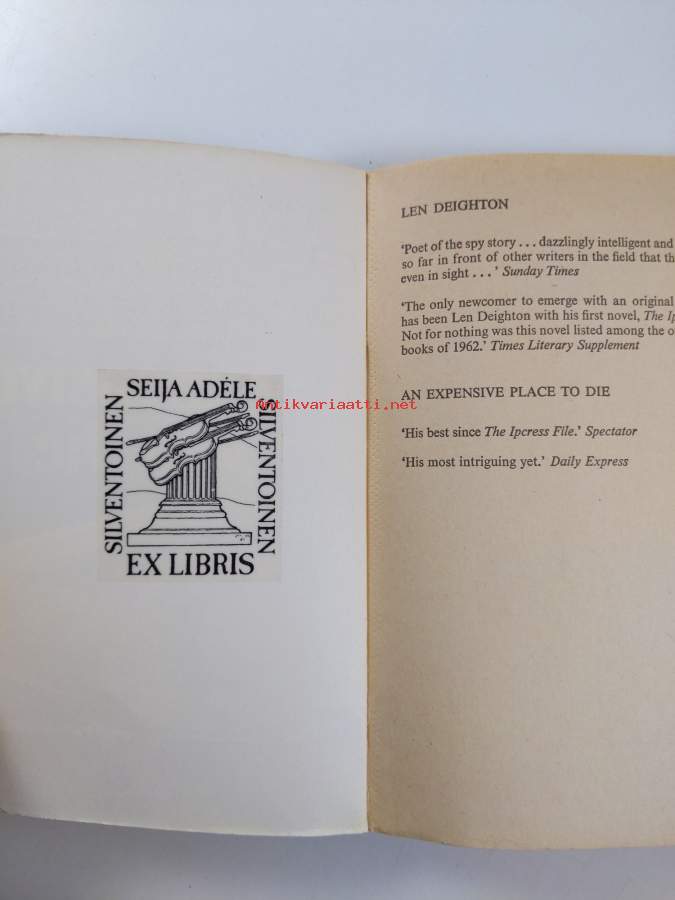 SEIJA ADÉLE
SILVENTOINEN
SILVENTOINEN
EX LIBRIS
Antikvariaatti.net
LEN DEIGHTON
‘Poet of the spy story . . . dazzlingly intelligent and
so far in front of other writers in the field that th
even in sight . . . ’ Sunday Times
‘The only newcomer to emerge with an original
has been Len Deighton with his first novel, The Ip
Not for nothing was this novel listed among the o
books of 1962.’ Times Literary Supplement
AN EXPENSIVE PLACE TO DIE
‘His best since The Ipcress File.’ Spectator
‘His most intriguing yet.’ Daily Express